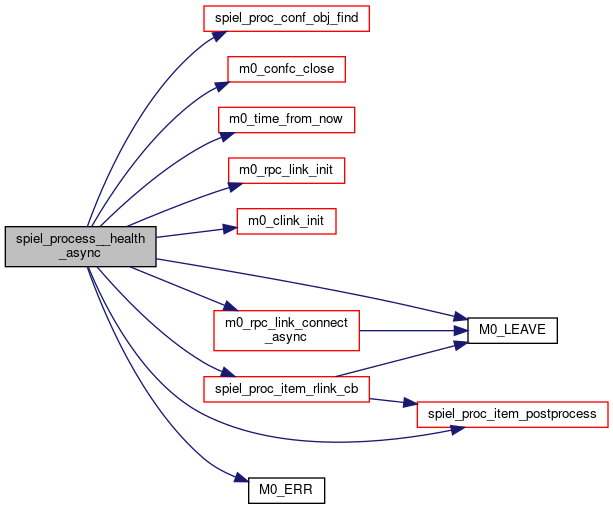 spiel_proc_conf_obj_find
m0_confc_close
m0_time_from_now
m0_rpc_link_init
m0_clink_init
spiel_process__health
_async
m0_rpc_link_connect
_async
M0_LEAVE
spiel_proc_item_rlink_cb
spiel_proc_item_postprocess
M0_ERR